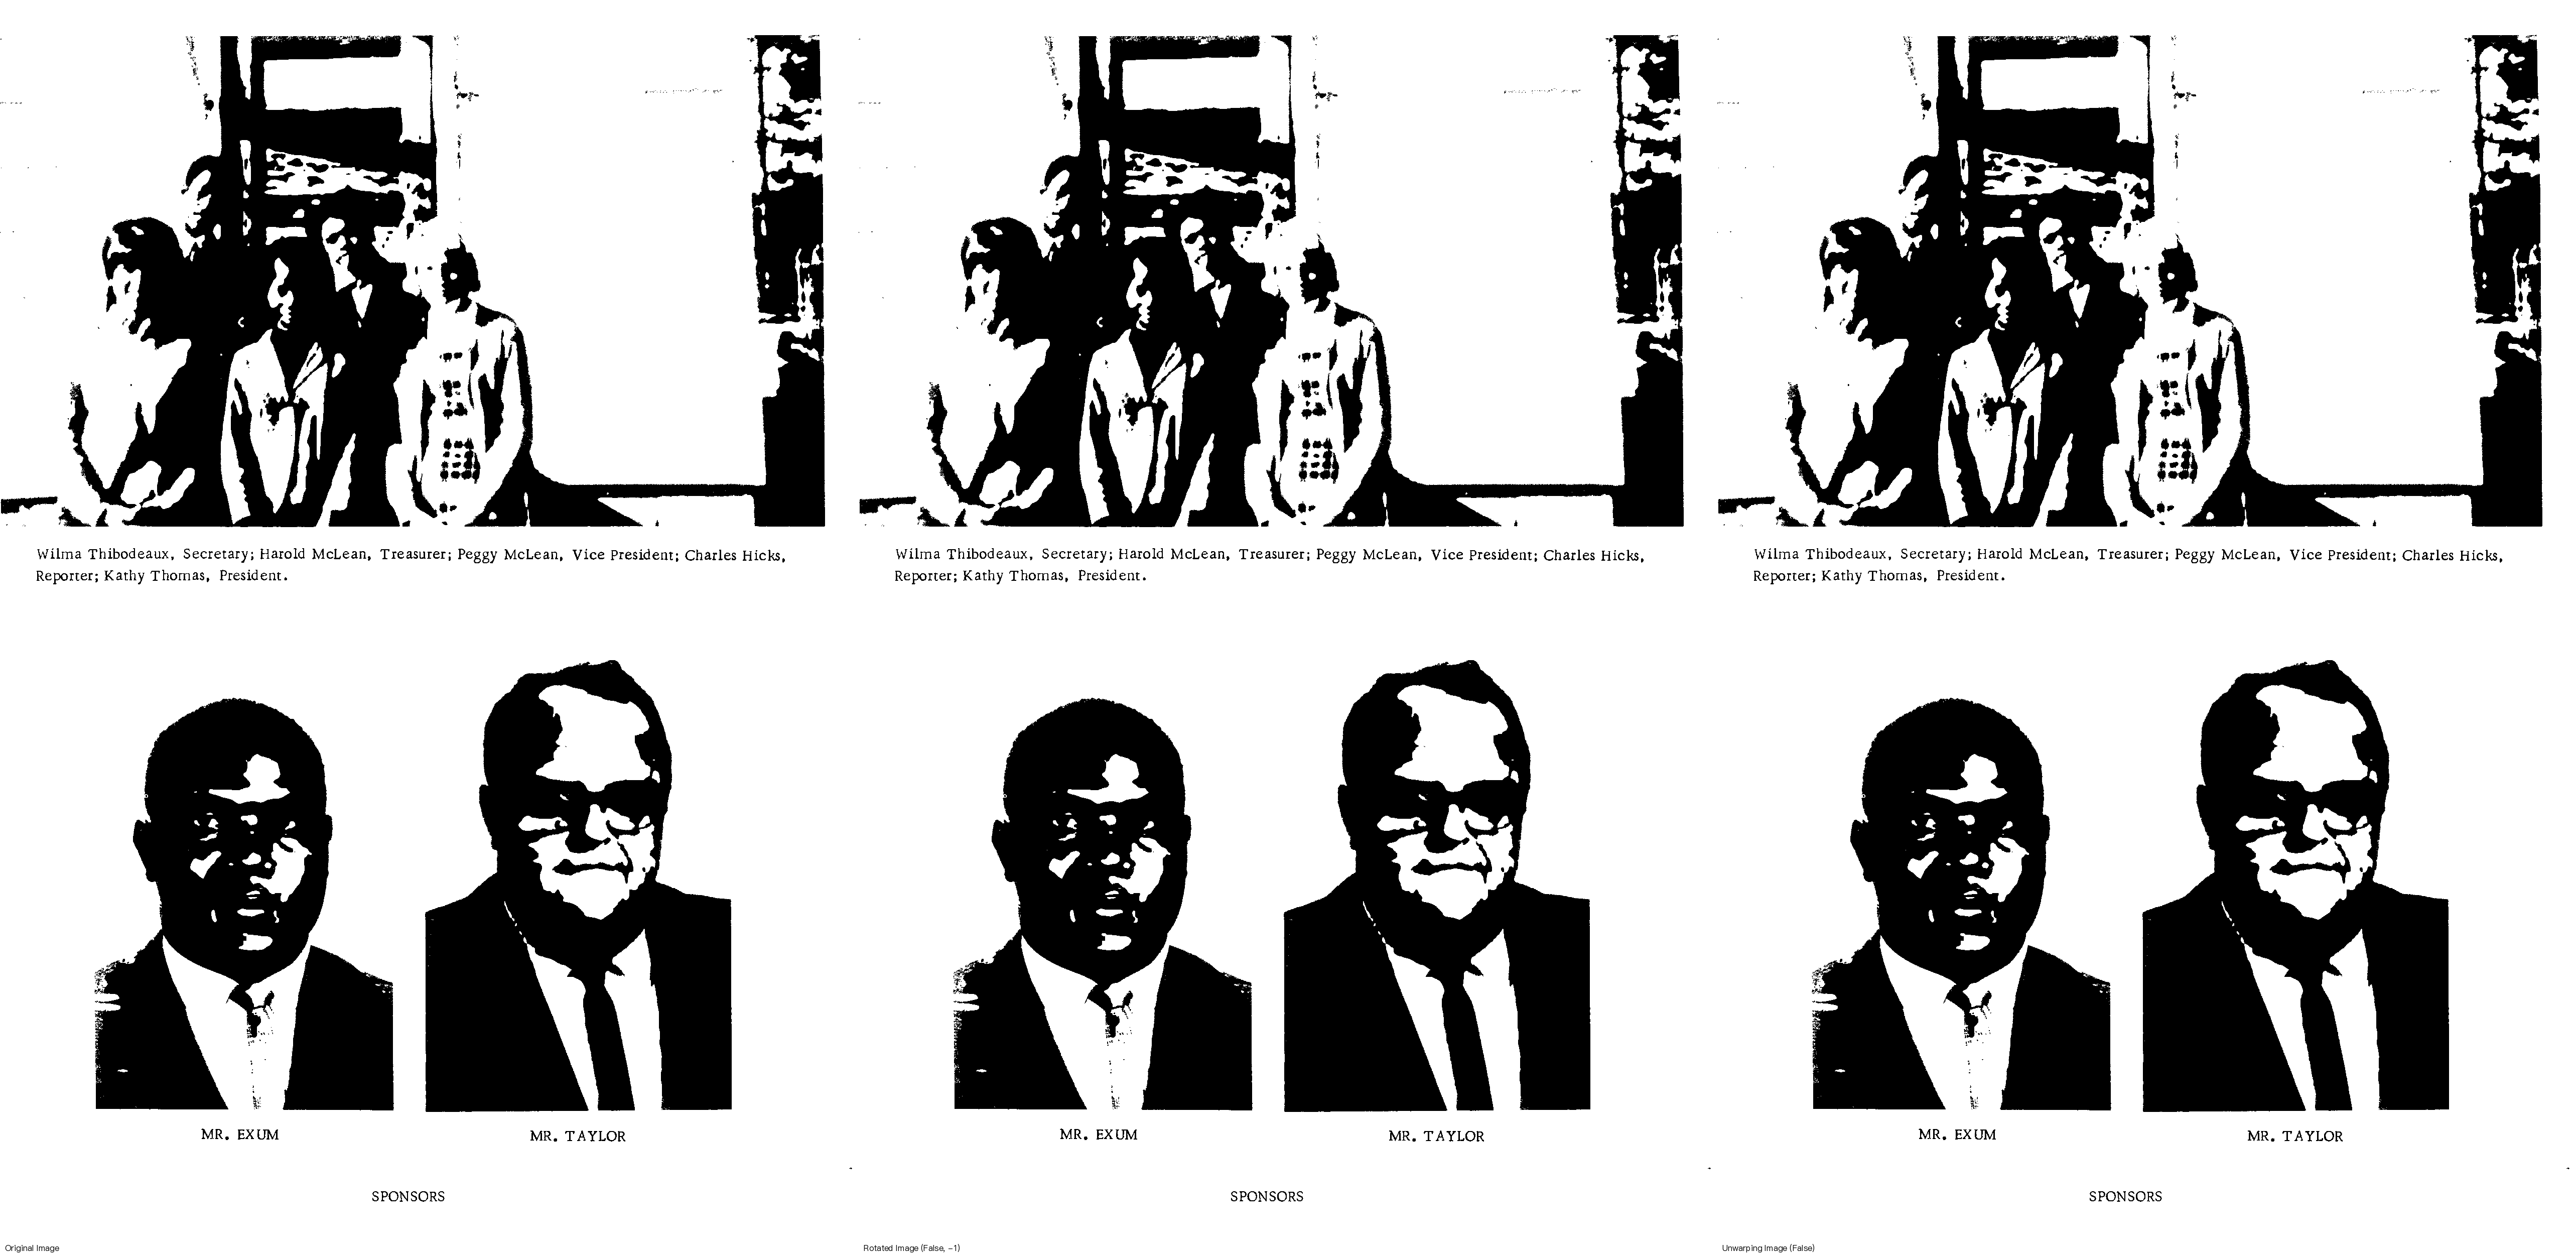 Wilma Thibodeaux, Secretary; Harold McLean, Treasurer; Peggy McLean, Vice President; Charles Hicks,
Reporter; Kathy Thomas, President.
MR. EXUM
MR. TAYLOR
SPONSORS
Original Image
Wilma Thibodeaux, Secretary; Harold McLean, Treasurer; Peggy McLean, Vice President; Charles Hicks,
Reporter; Kathy Thomas, President.
MR. EXUM
MR. TAYLOR
SPONSORS
Rotated Image (False, -1)
Wilma Thibodeaux, Secretary; Harold McLean, Treasurer; Peggy McLean, Vice President; Charles Hicks,
Reporter; Kathy Thomas, President.
MR. EXUM
MR. TAYLOR
SPONSORS
Unwarping Image (False)